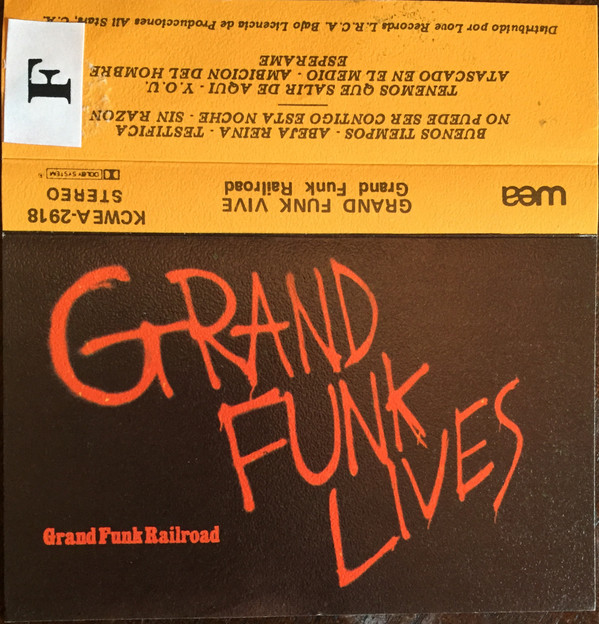 GRAND
FUNK
LIVES
Grand Funk Railroad
wea
GRAND FUNK VIVE
Grand Funk Railroad
KCWEA-2918
STEREO
DOLBY SYSTEM
BUENOS TIEMPOS - ABEJA REINA - TESTIFICA
NO PUEDE SER CONTIGO ESTA NOCHE - SIN RAZON
TENEMOS QUE SALIR DE AQUI - Y.O.U.
ATASCADO EN EL MEDIO - AMBICION DEL HOMBRE
ESPERAME
Distribuido por Love Records L.R.C.A. Bajo Licencia de Producciones All Stars, C.A.
F